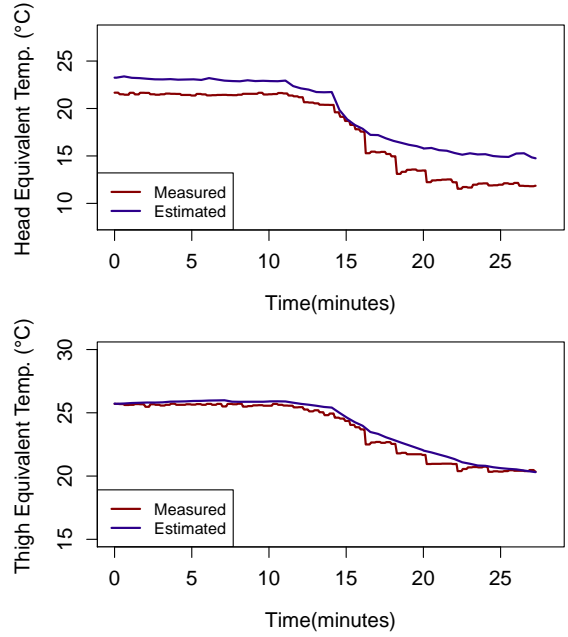 Head Equivalent Temp. (°C)
25
20
15
10
Measured
Estimated
0 5 10 15 20 25
Time(minutes)
Thigh Equivalent Temp. (°C)
30
25
20
15
Measured
Estimated
0 5 10 15 20 25
Time(minutes)